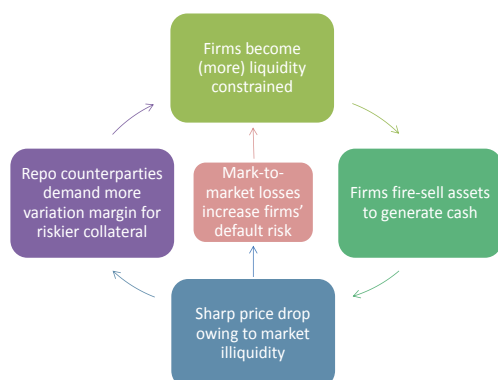 Firms become
(more) liquidity
constrained
Repo counterparties
demand more
variation margin for
riskier collateral
Mark-to-
market losses
increase firms'
default risk
Firms fire-sell assets
to generate cash
Sharp price drop
owing to market
illiquidity